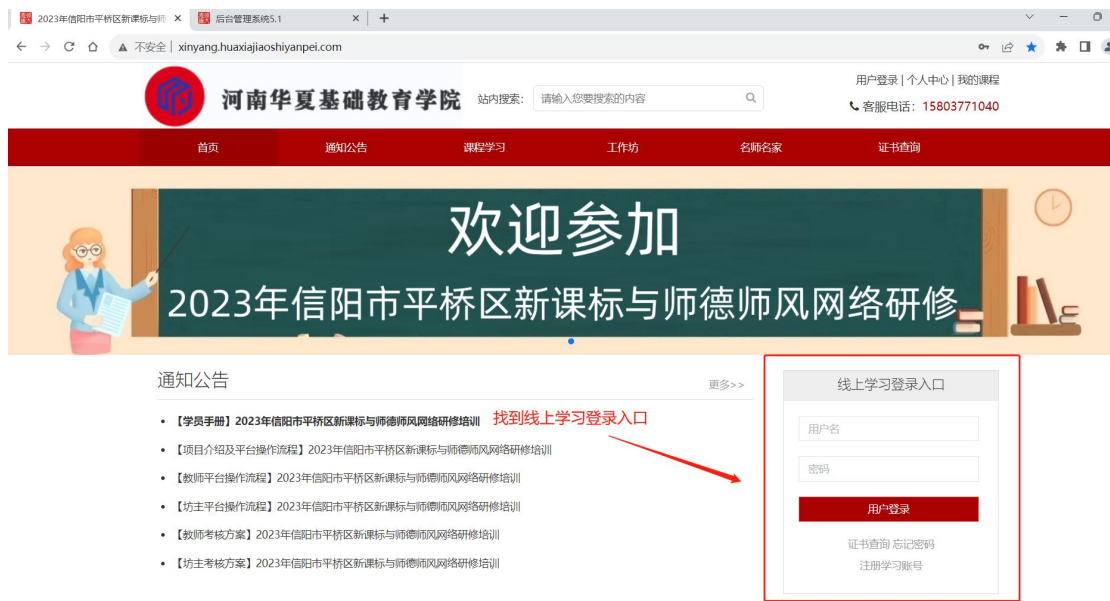 2023年信阳市平桥区新课标与师
后台管理系统5.1
不安全 xinyang.huaxiajiaoshiyanpei.com
河南华夏基础教育学院
站内搜索: 请输入您要搜索的内容
用户登录 | 个人中心 | 我的课程
客服电话：15803771040
首页 通知公告 课程学习 工作坊 名师名家 证书查询
欢迎参加
2023年信阳市平桥区新课标与师德师风网络研修
通知公告 更多>>
【学员手册】2023年信阳市平桥区新课标与师德师风网络研修培训
找到线上学习登录入口
【项目介绍及平台操作流程】2023年信阳市平桥区新课标与师德师风网络研修培训
【教师平台操作流程】2023年信阳市平桥区新课标与师德师风网络研修培训
【坊主平台操作流程】2023年信阳市平桥区新课标与师德师风网络研修培训
【教师考核方案】2023年信阳市平桥区新课标与师德师风网络研修培训
【坊主考核方案】2023年信阳市平桥区新课标与师德师风网络研修培训
线上学习登录入口
用户名
密码
用户登录
证书查询 忘记密码
注册学习账号